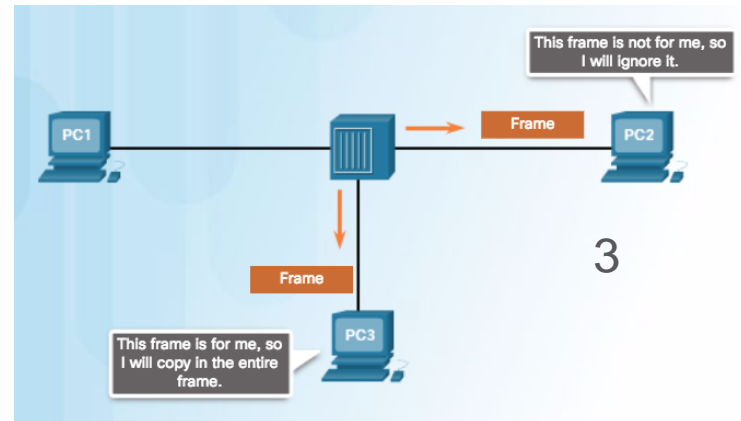 This frame is not for me, so
I will ignore it.
Frame
PC1
PC2
3
Frame
PC3
This frame is for me, so
I will copy in the entire
frame.